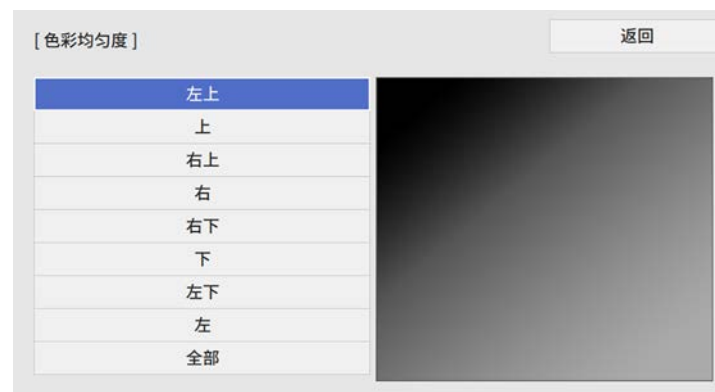 [ 色彩均匀度 ]
返回
左上
上
右上
右
右下
下
左下
左
全部